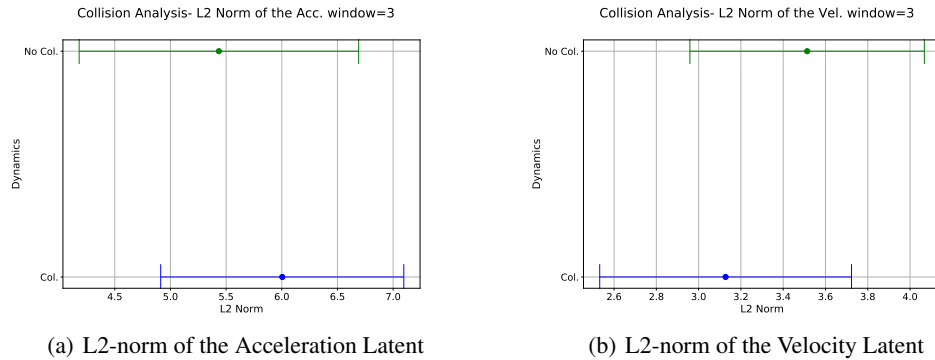 Collision Analysis- L2 Norm of the Acc. window=3
No Col.
Dynamics
Col.
4.5 5.0 5.5 6.0 6.5 7.0
L2 Norm
(a) L2-norm of the Acceleration Latent
Collision Analysis- L2 Norm of the Vel. window=3
No Col.
Dynamics
Col.
2.6 2.8 3.0 3.2 3.4 3.6 3.8 4.0
L2 Norm
(b) L2-norm of the Velocity Latent